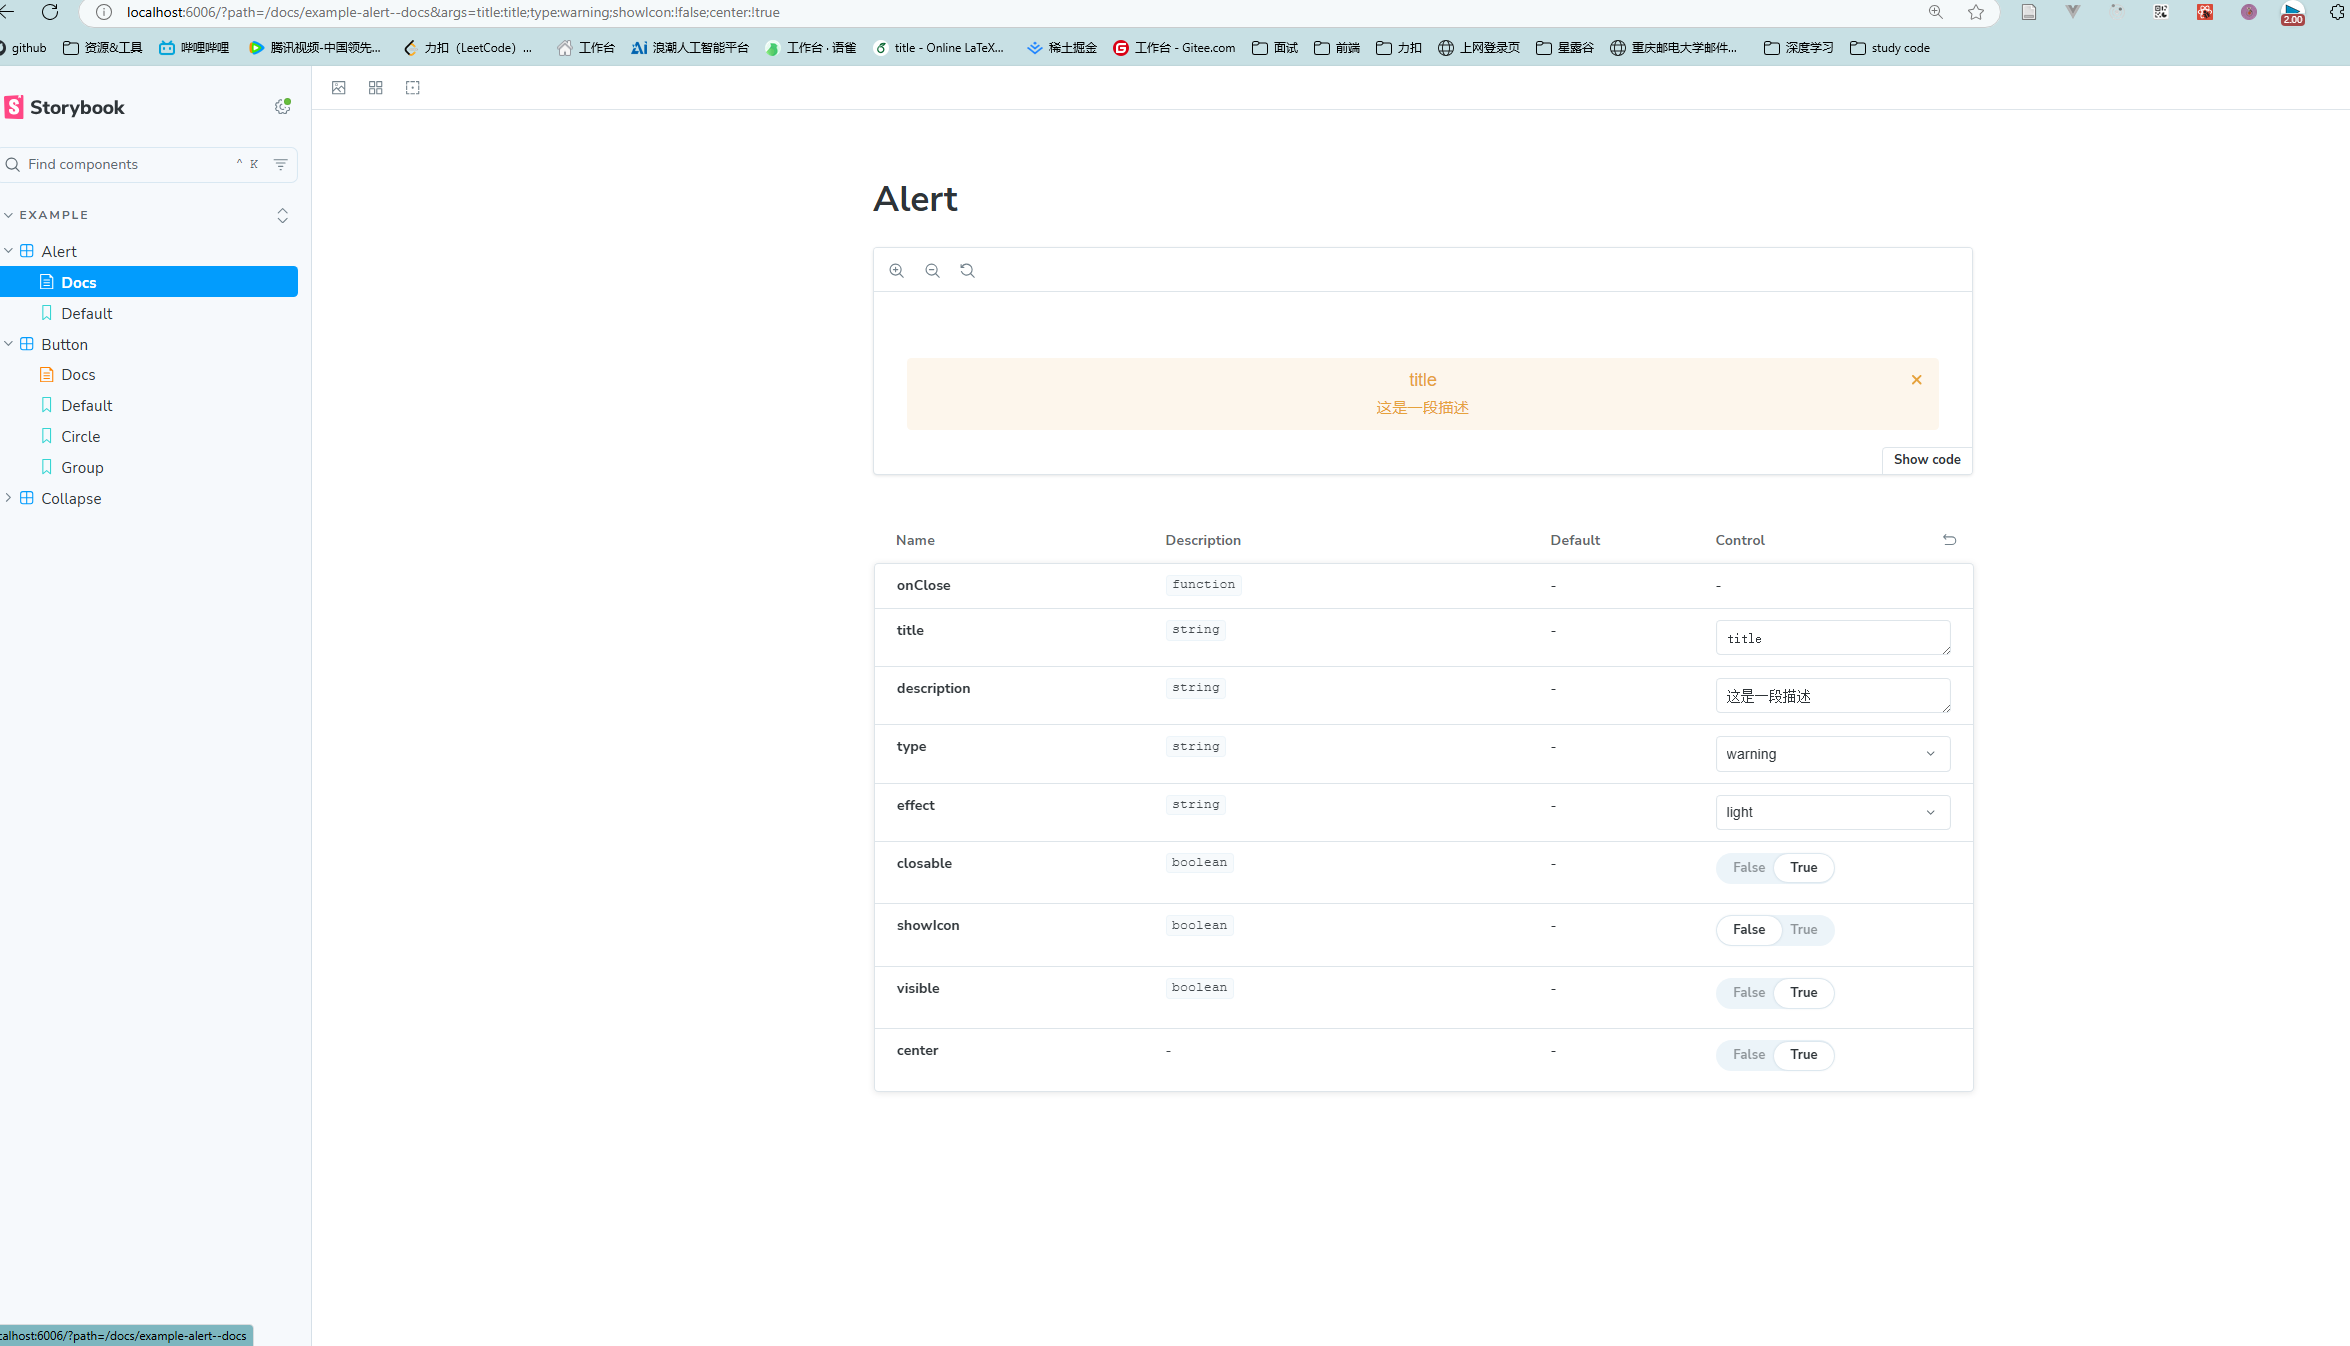 localhost:6006/?path=/docs/example-alert--docs&args=title:title;type:warning;showIcon:!false;center:!true
2.00
github 资源&工具 哔哩哔哩 腾讯视频-中国领先... 力扣（LeetCode）... 工作台 浪潮人工智能平台 工作台 · 语雀 title - Online LaTeX... 稀土掘金 工作台 - Gitee.com 面试 前端 力扣 上网登录页 星露谷 重庆邮电大学邮件... 深度学习 study code
Storybook
Find components ^ K
EXAMPLE
Alert
Docs
Default
Button
Docs
Default
Circle
Group
Collapse
Alert
title
这是一段描述
Show code
Name Description Default Control
onClose function - -
title string - title
description string - 这是一段描述
type string - warning
effect string - light
closable boolean - False True
showIcon boolean - False True
visible boolean - False True
center - - False True
calhost:6006/?path=/docs/example-alert--docs